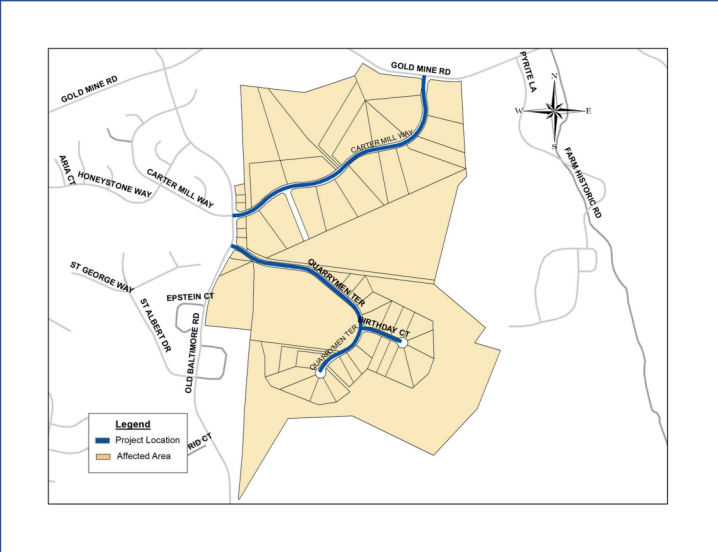 GOLD MINE RD
PYRITE LA
N
GOLD MINE RD
W
E
S
CARTER MILL WAY
FARM HISTORIC RD
ARIA CT
HONEYSTONE WAY
CARTER MILL WAY
QUARRYMEN TER
ST GEORGE WAY
EPSTEIN CT
ST ALBERT DR
OLD BALTIMORE RD
BIRTHDAY CT
QUARRYMEN TER
Legend
Project Location
Affected Area
RID CT